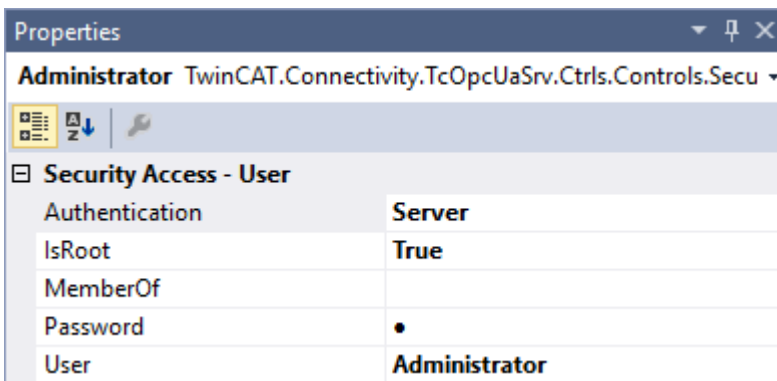 Properties
Administrator TwinCAT.Connectivity.TcOpcUaSrv.Ctrls.Controls.Secu
Security Access - User
Authentication Server
IsRoot True
MemberOf
Password ●
User Administrator